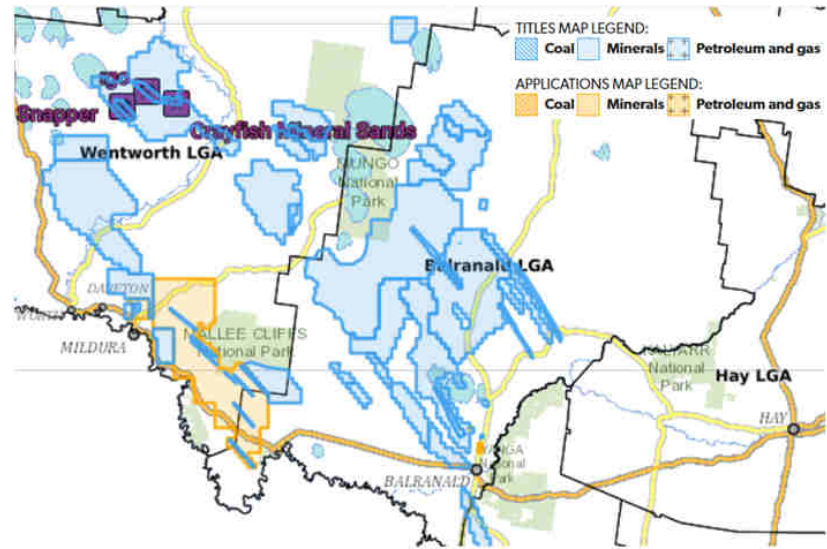 TITLES MAP LEGEND:
Coal Minerals Petroleum and gas
APPLICATIONS MAP LEGEND:
Coal Minerals Petroleum and gas
Snapper
Crayfish Mineral Sands
Wentworth LGA
MUNGO
National
Park
Balranald LGA
MALLEE CLIFFS
National Park
MILDURA
National
Park
Hay LGA
HAY
National
Park
BALRANALD